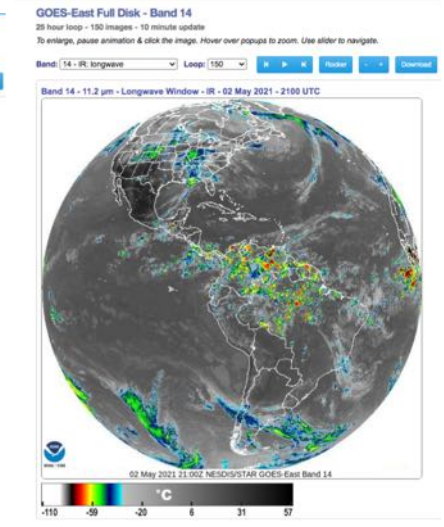 GOES-East Full Disk - Band 14
25 hour loop - 150 images - 10 minute update
To enlarge, pause animation & click the image. Hover over popups to zoom. Use slider to navigate.
Band: 14 - IR: longwave Loop: 150 Rocker - + Download
Band 14 - 11.2 µm - Longwave Window - IR - 02 May 2021 - 2100 UTC
02 May 2021 21:00Z NESDIS/STAR GOES-East Band 14
°C
-110 -59 -20 6 31 57